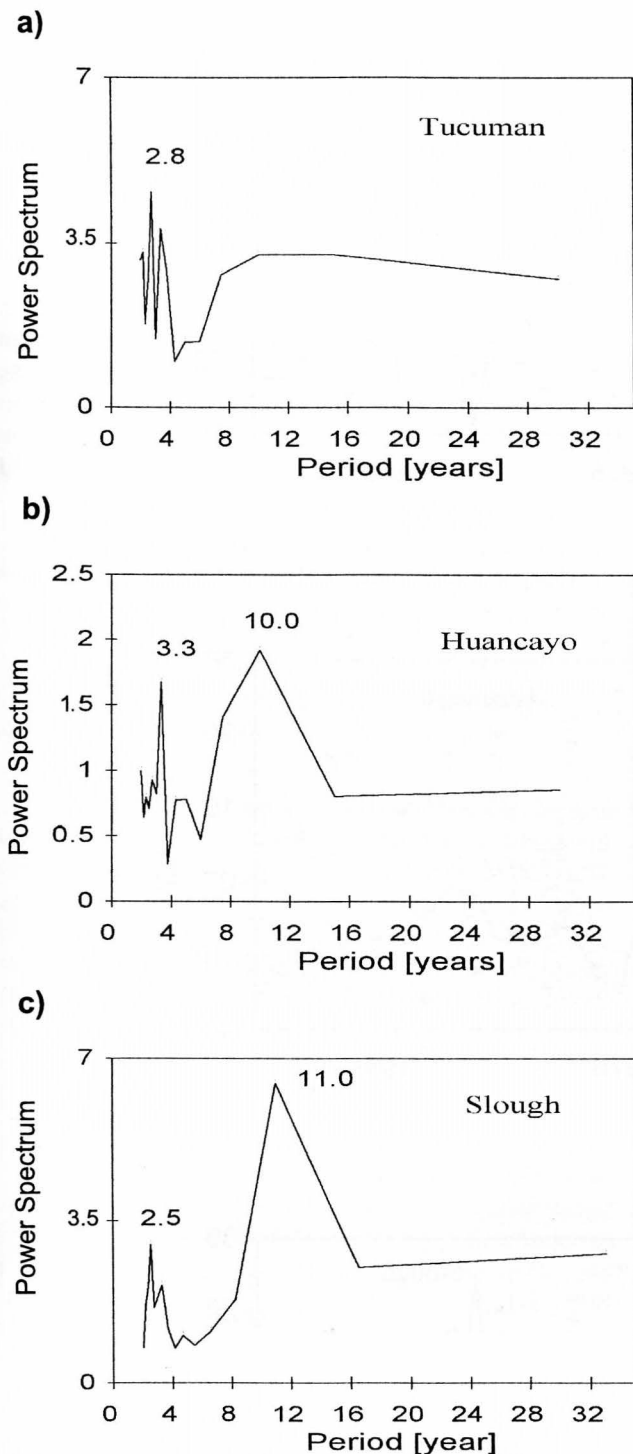 a)
7
Tucuman
2.8
3.5
Power Spectrum
0
0 4 8 12 16 20 24 28 32
Period [years]
b)
2.5
10.0
3.3
Huancayo
2
1.5
1
0.5
0
Power Spectrum
0 4 8 12 16 20 24 28 32
Period [years]
c)
7
11.0
Slough
2.5
3.5
Power Spectrum
0
0 4 8 12 16 20 24 28 32
Period [year]